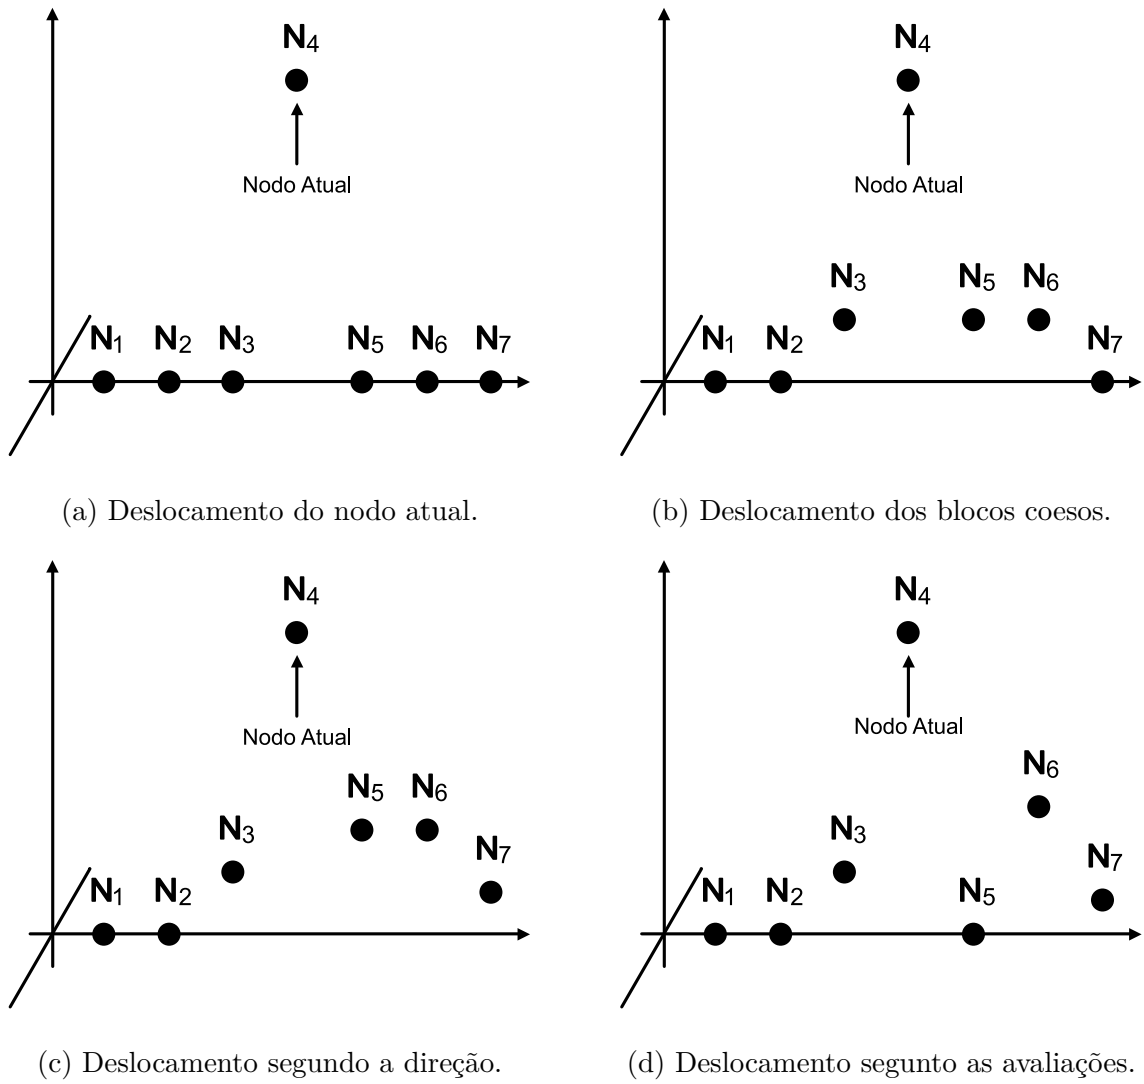 N4
Nodo Atual
N1 N2 N3 N5 N6 N7
(a) Deslocamento do nodo atual.
N4
Nodo Atual
N3 N5 N6
N1 N2 N7
(b) Deslocamento dos blocos coesos.
N4
Nodo Atual
N5 N6
N3
N7
N1 N2
(c) Deslocamento segundo a direção.
N4
Nodo Atual
N6
N3
N7
N1 N2 N5
(d) Deslocamento segunto as avaliações.